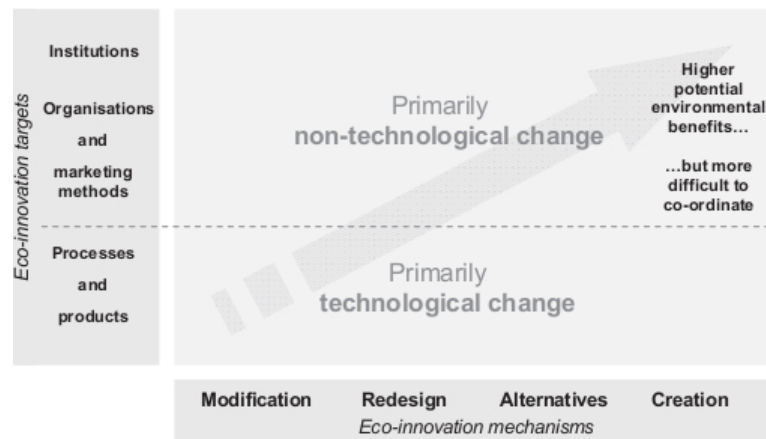 Eco-innovation targets
Institutions
Organisations
and
marketing
methods
Processes
and
products
Primarily
non-technological change
Higher
potential
environmental
benefits...
...but more
difficult to
co-ordinate
Primarily
technological change
Modification Redesign Alternatives Creation
Eco-innovation mechanisms